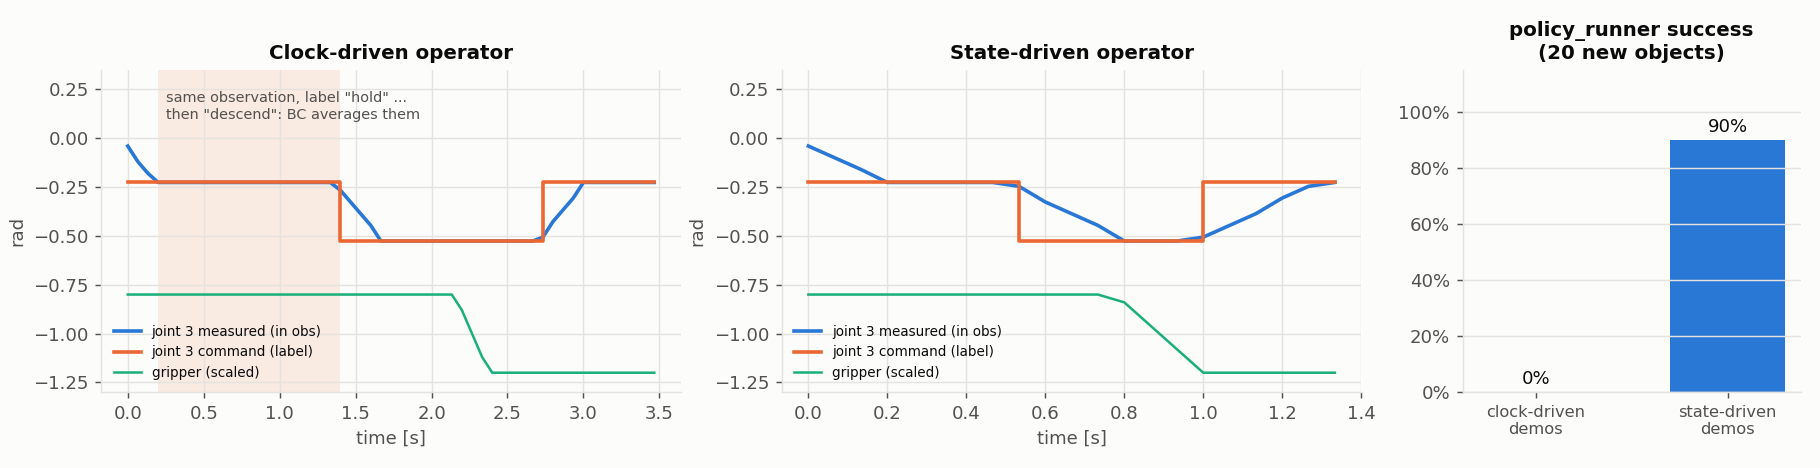 Clock-driven operator
0.25
0.00
−0.25
−0.50
−0.75
−1.00
−1.25
rad
same observation, label "hold" ...
then "descend": BC averages them
joint 3 measured (in obs)
joint 3 command (label)
gripper (scaled)
0.0 0.5 1.0 1.5 2.0 2.5 3.0 3.5
time [s]
State-driven operator
0.25
0.00
−0.25
−0.50
−0.75
−1.00
−1.25
rad
joint 3 measured (in obs)
joint 3 command (label)
gripper (scaled)
0.0 0.2 0.4 0.6 0.8 1.0 1.2 1.4
time [s]
policy_runner success
(20 new objects)
100%
80%
60%
40%
20%
0%
0%
90%
clock-driven
demos
state-driven
demos